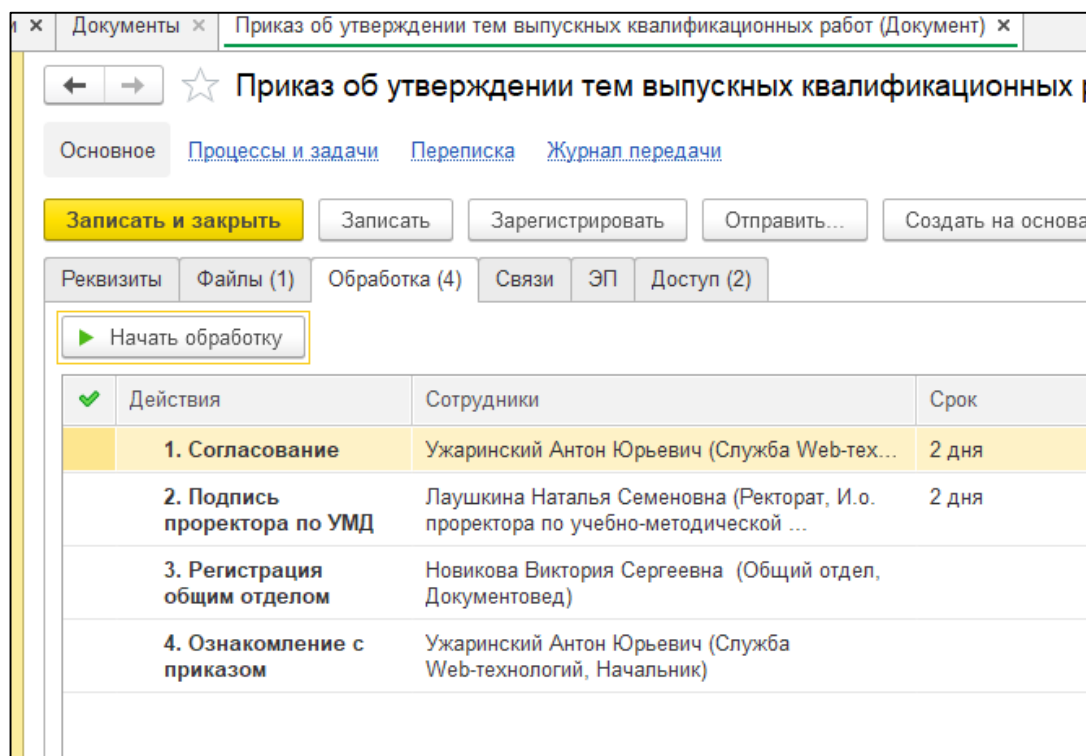 и × Документы × Приказ об утверждении тем выпускных квалификационных работ (Документ) ×
← → Приказ об утверждении тем выпускных квалификационных
Основное Процессы и задачи Переписка Журнал передачи
Записать и закрыть Записать Зарегистрировать Отправить... Создать на основа
Реквизиты Файлы (1) Обработка (4) Связи ЭП Доступ (2)
Начать обработку
Действия Сотрудники Срок
1. Согласование Ужаринский Антон Юрьевич (Служба Web-тех... 2 дня
2. Подпись Лаушкина Наталья Семеновна (Ректорат, И.о. 2 дня
проректора по УМД проректора по учебно-методической ...
3. Регистрация Новикова Виктория Сергеевна (Общий отдел,
общим отделом Документовед)
4. Ознакомление с Ужаринский Антон Юрьевич (Служба
приказом Web-технологий, Начальник)